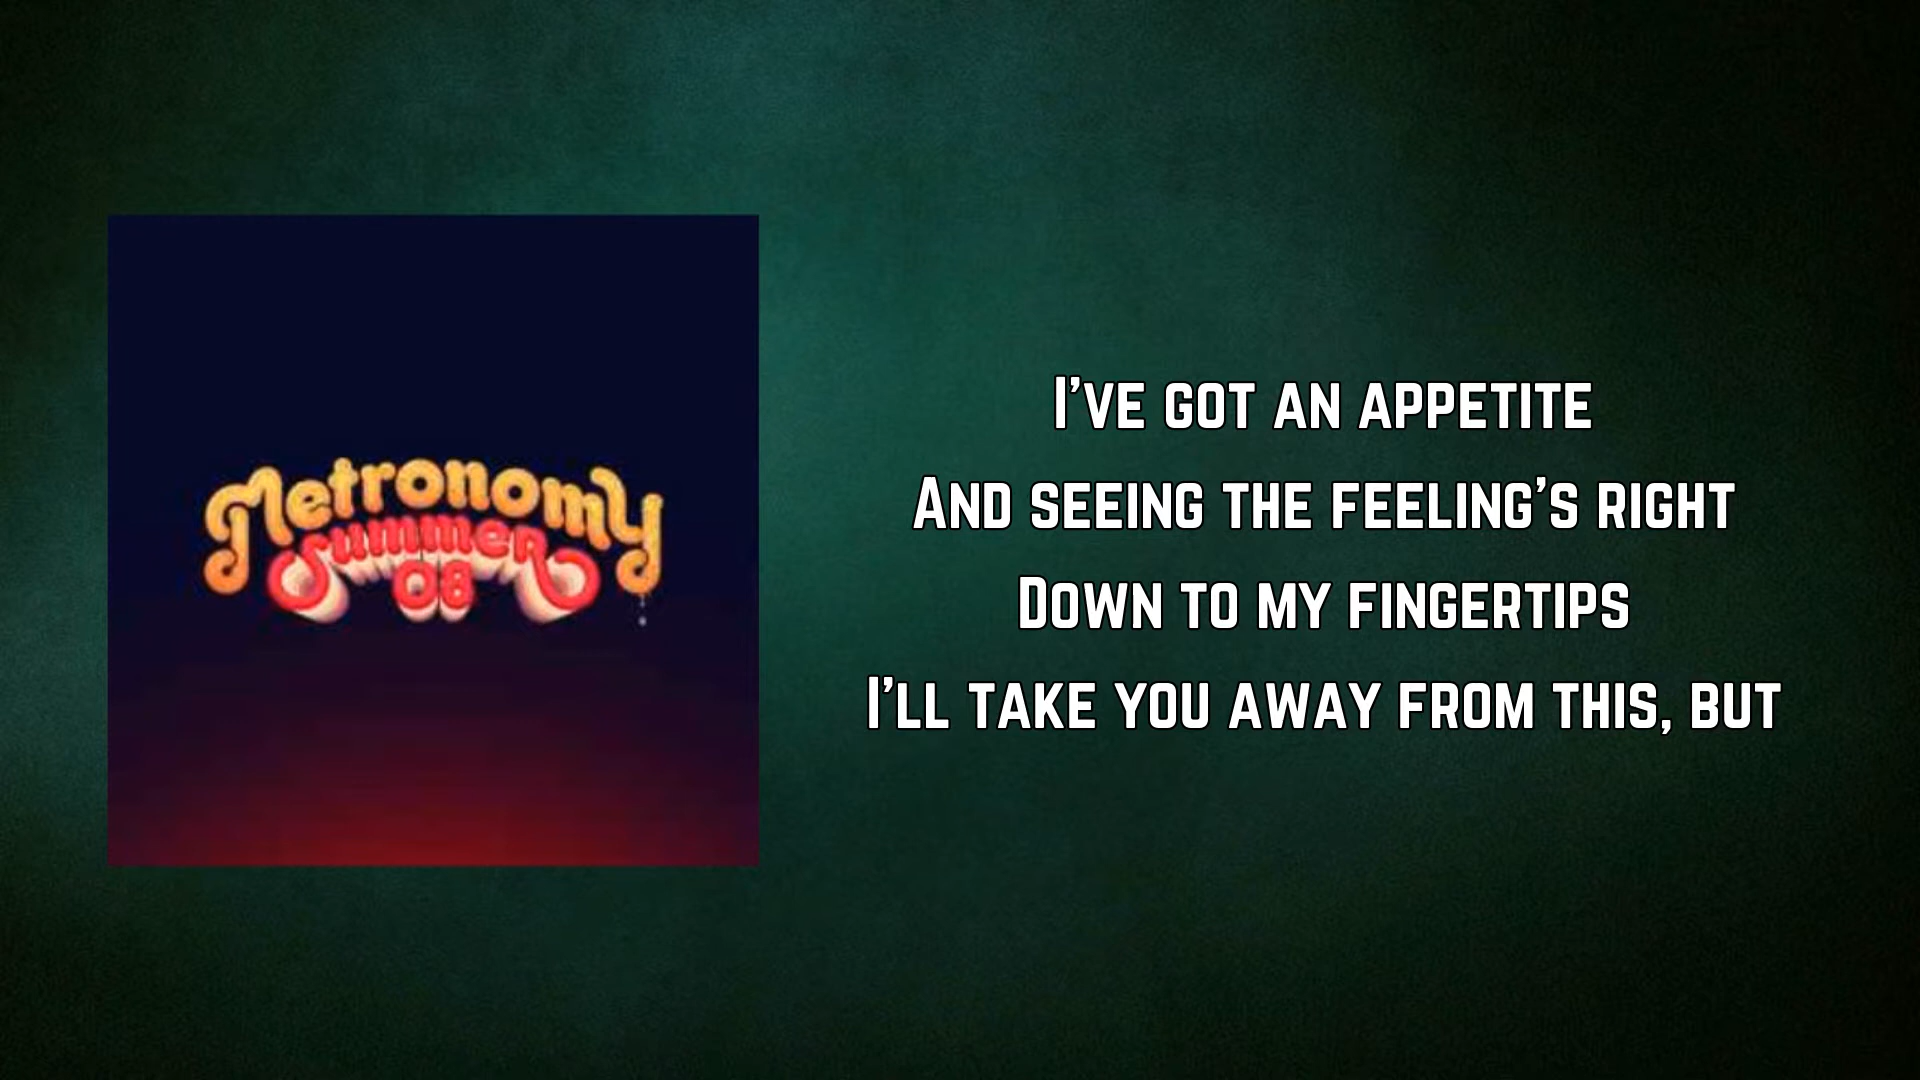 Metronomy
Summer
08
I've got an appetite
And seeing the feeling's right
Down to my fingertips
I'll take you away from this, but